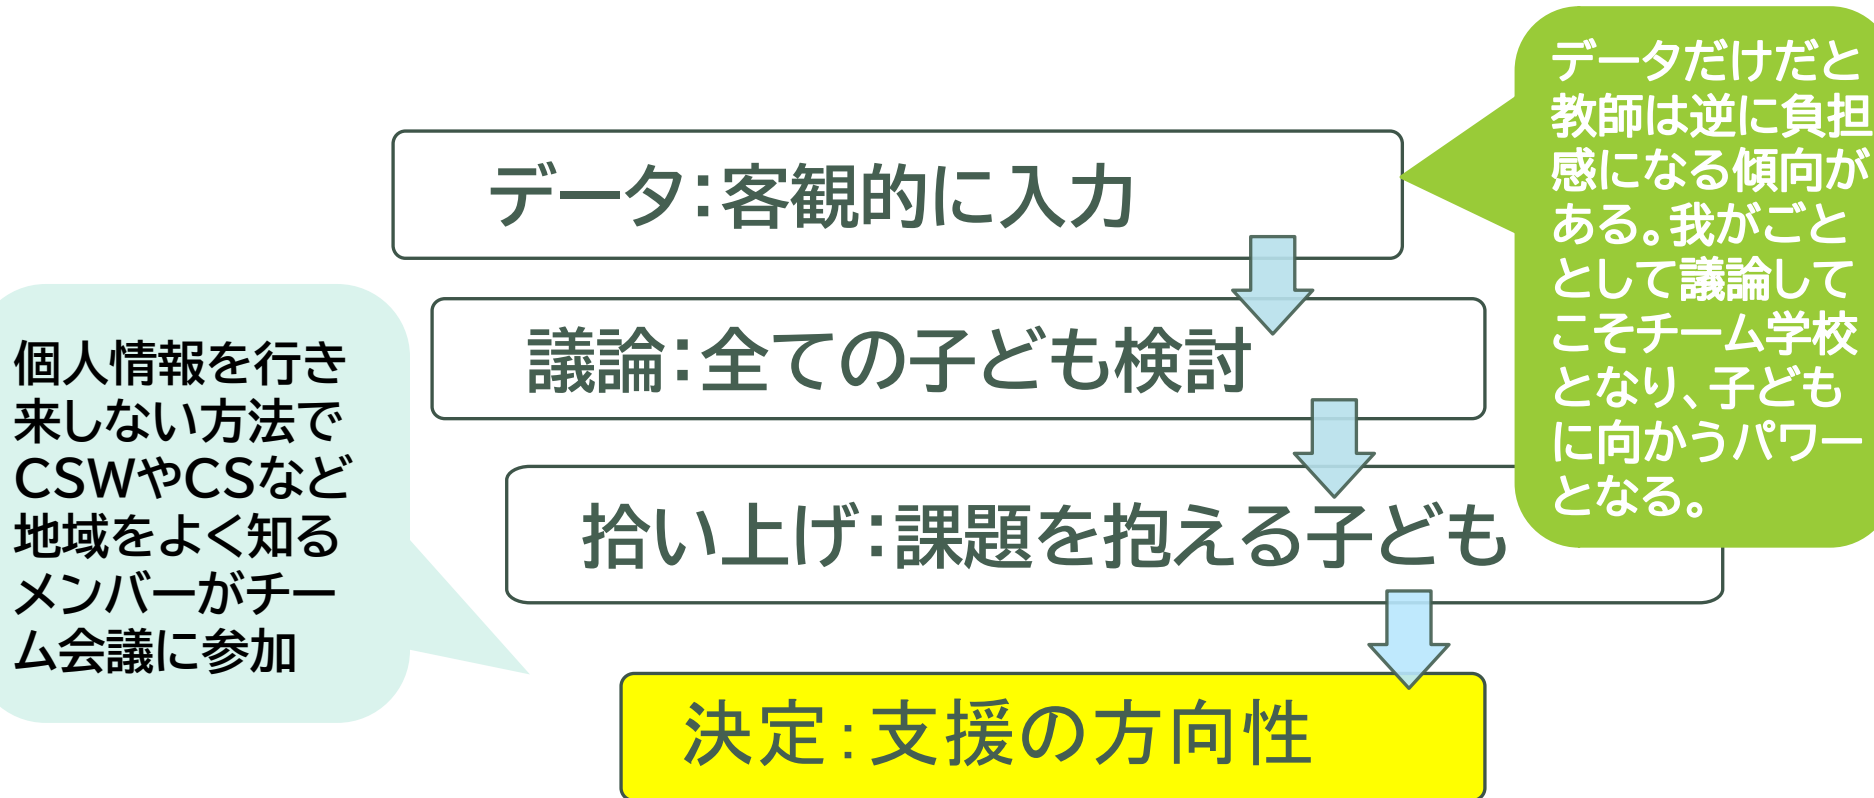 データ：客観的に入力
議論：全ての子ども検討
拾い上げ：課題を抱える子ども
決定：支援の方向性
データだけだと
教師は逆に負担
感になる傾向が
ある。我がごと
として議論して
こそチーム学校
となり、子ども
に向かうパワー
となる。
個人情報を行き
来しない方法で
CSWやCSなど
地域をよく知る
メンバーがチー
ム会議に参加